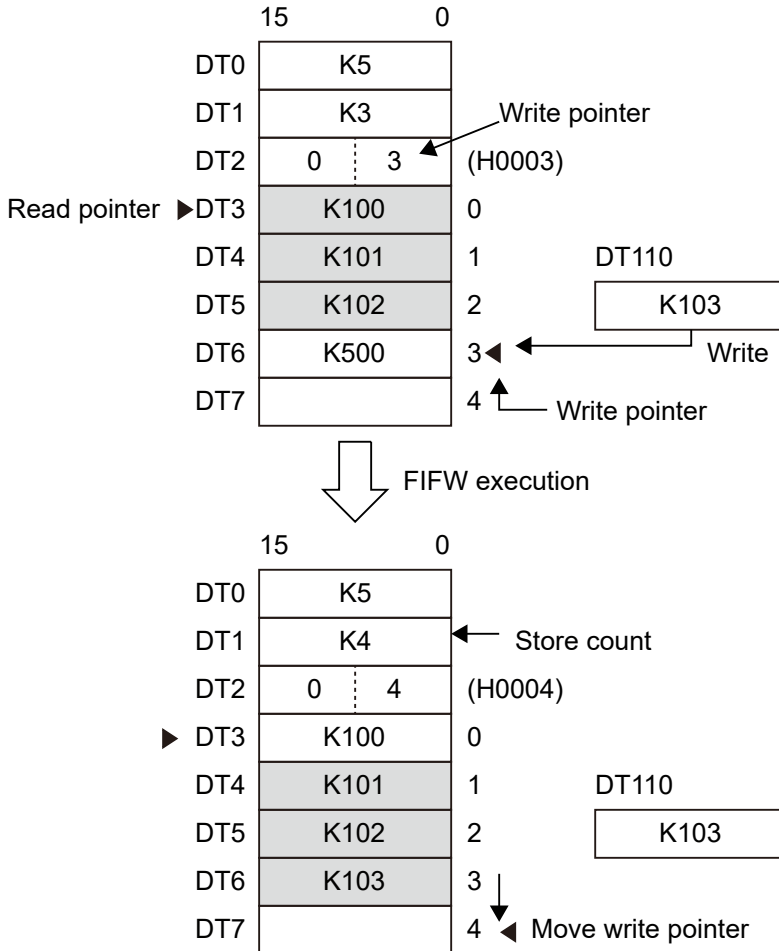 15 0
DT0 K5
DT1 K3 Write pointer
DT2 0 3 (H0003)
Read pointer DT3 K100 0
DT4 K101 1 DT110
DT5 K102 2 K103
DT6 K500 3 Write
DT7 4 Write pointer
FIFW execution
15 0
DT0 K5
DT1 K4 Store count
DT2 0 4 (H0004)
DT3 K100 0
DT4 K101 1 DT110
DT5 K102 2 K103
DT6 K103 3
DT7 4 Move write pointer